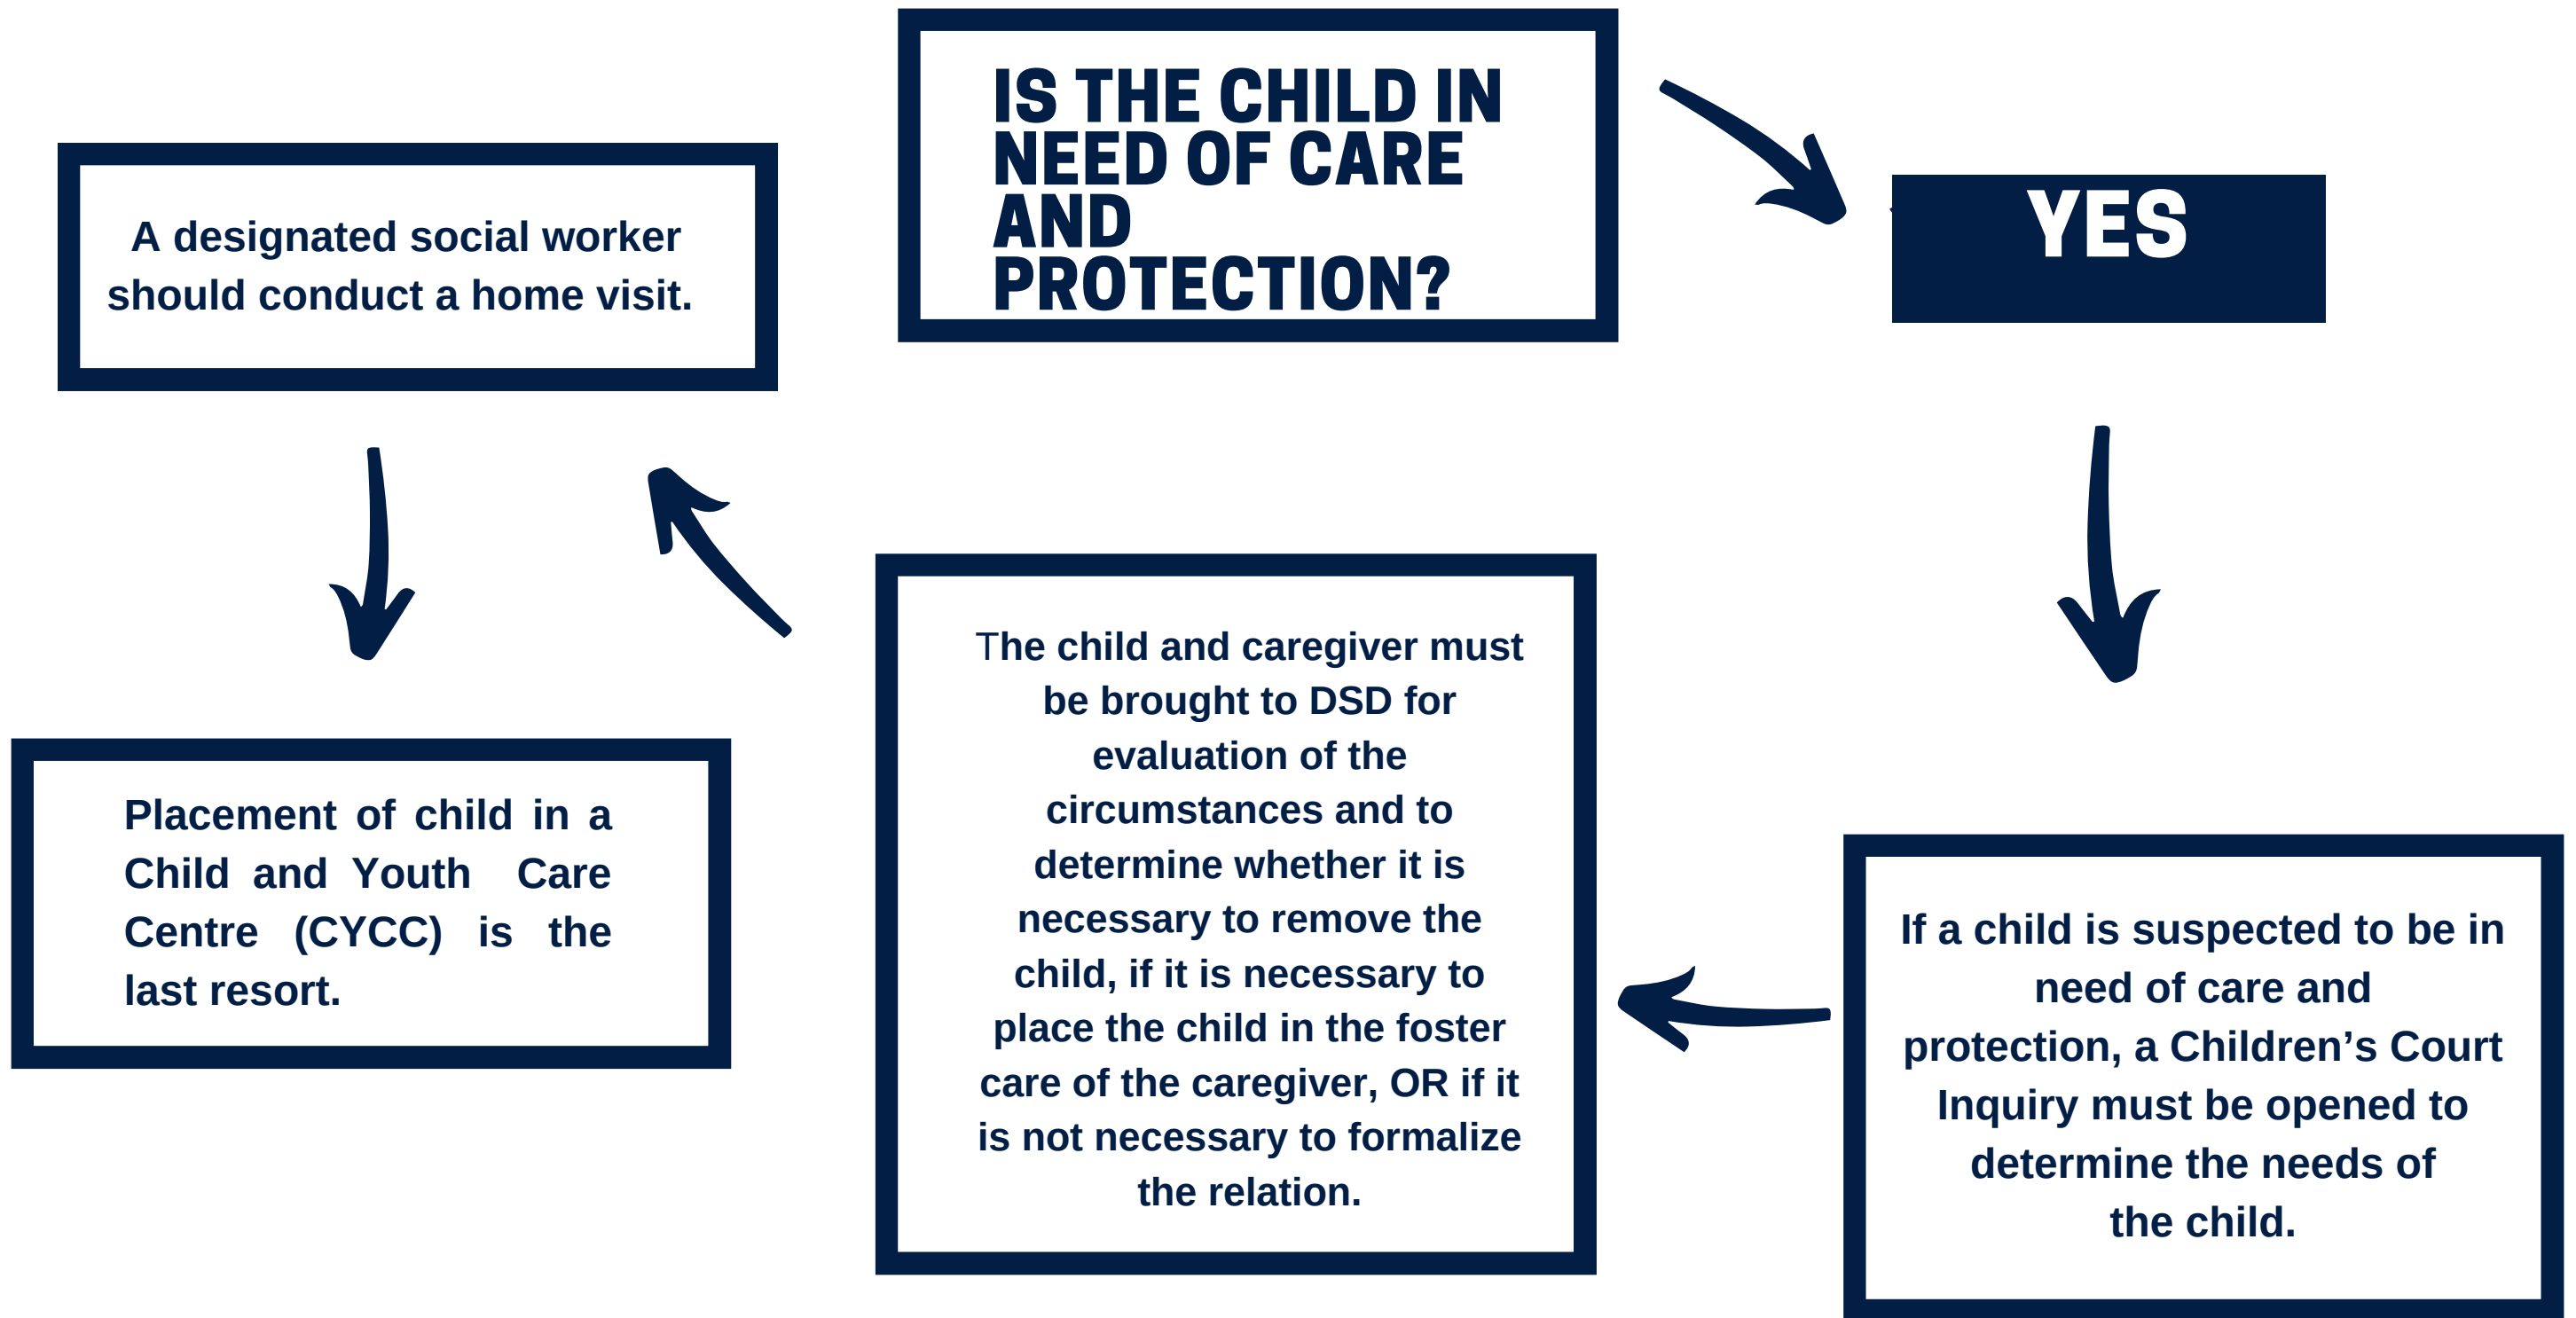 IS THE CHILD IN
NEED OF CARE
AND
PROTECTION?
YES
If a child is suspected to be in
need of care and
protection, a Children’s Court
Inquiry must be opened to
determine the needs of
the child.
The child and caregiver must
be brought to DSD for
evaluation of the
circumstances and to
determine whether it is
necessary to remove the
child, if it is necessary to
place the child in the foster
care of the caregiver, OR if it
is not necessary to formalize
the relation.
A designated social worker
should conduct a home visit.
Placement of child in a
Child and Youth Care
Centre (CYCC) is the
last resort.